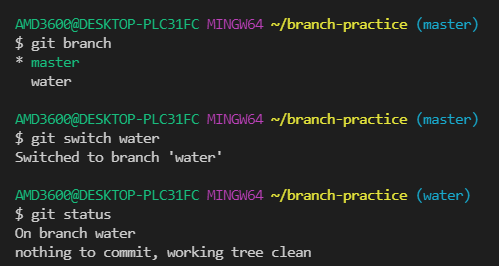 AMD3600@DESKTOP-PLC31FC MINGW64 ~/branch-practice (master)
$ git branch
* master
  water
AMD3600@DESKTOP-PLC31FC MINGW64 ~/branch-practice (master)
$ git switch water
Switched to branch 'water'
AMD3600@DESKTOP-PLC31FC MINGW64 ~/branch-practice (water)
$ git status
On branch water
nothing to commit, working tree clean